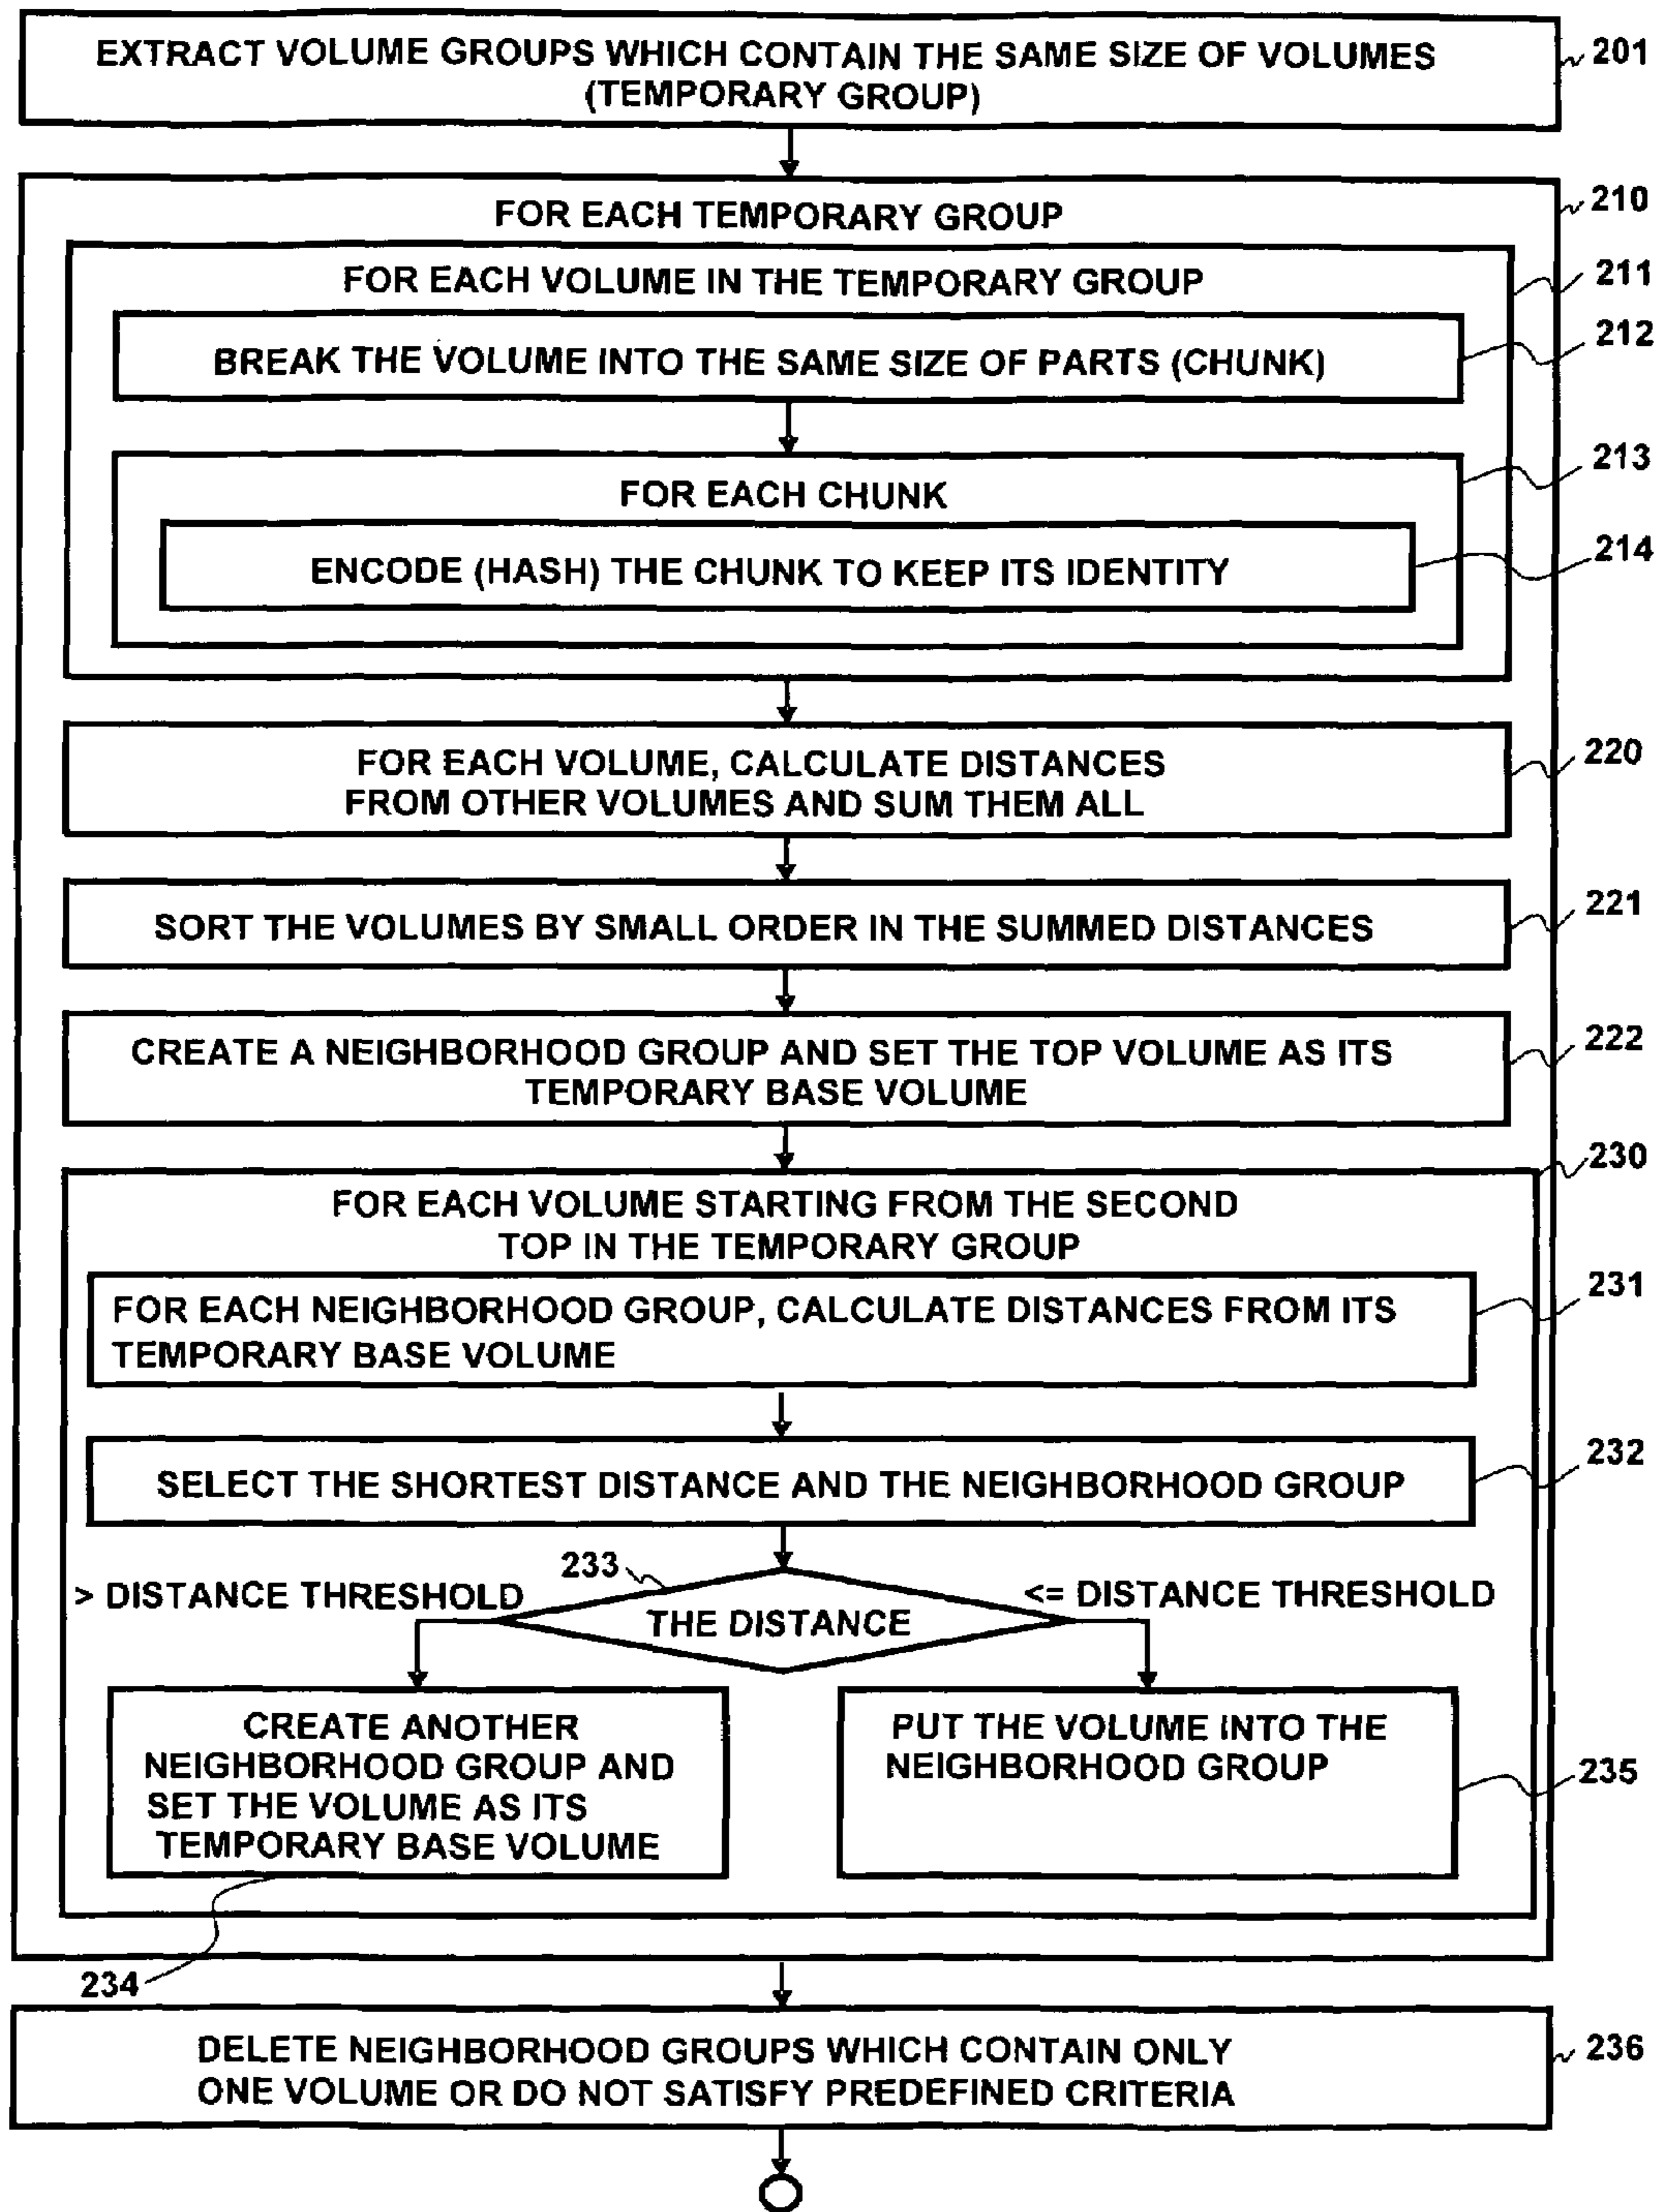 EXTRACT VOLUME GROUPS WHICH CONTAIN THE SAME SIZE OF VOLUMES
(TEMPORARY GROUP)
201
FOR EACH TEMPORARY GROUP
210
FOR EACH VOLUME IN THE TEMPORARY GROUP
211
BREAK THE VOLUME INTO THE SAME SIZE OF PARTS (CHUNK)
212
FOR EACH CHUNK
213
ENCODE (HASH) THE CHUNK TO KEEP ITS IDENTITY
214
FOR EACH VOLUME, CALCULATE DISTANCES
FROM OTHER VOLUMES AND SUM THEM ALL
220
SORT THE VOLUMES BY SMALL ORDER IN THE SUMMED DISTANCES
221
CREATE A NEIGHBORHOOD GROUP AND SET THE TOP VOLUME AS ITS
TEMPORARY BASE VOLUME
222
230
FOR EACH VOLUME STARTING FROM THE SECOND
TOP IN THE TEMPORARY GROUP
231
FOR EACH NEIGHBORHOOD GROUP, CALCULATE DISTANCES FROM ITS
TEMPORARY BASE VOLUME
232
SELECT THE SHORTEST DISTANCE AND THE NEIGHBORHOOD GROUP
233
> DISTANCE THRESHOLD
<= DISTANCE THRESHOLD
THE DISTANCE
CREATE ANOTHER
NEIGHBORHOOD GROUP AND
SET THE VOLUME AS ITS
TEMPORARY BASE VOLUME
PUT THE VOLUME INTO THE
NEIGHBORHOOD GROUP
235
234
DELETE NEIGHBORHOOD GROUPS WHICH CONTAIN ONLY
ONE VOLUME OR DO NOT SATISFY PREDEFINED CRITERIA
236